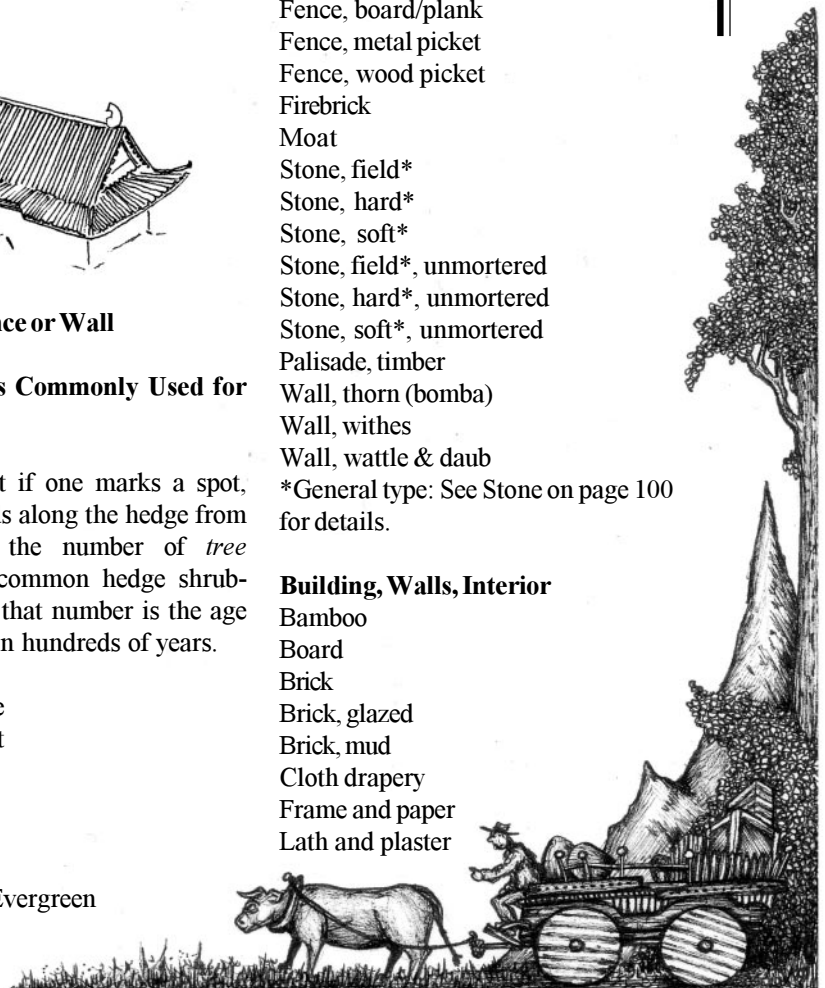 or Wall
Commonly Used for
if one marks a spot,
along the hedge from
the number of tree
common hedge shrub-
that number is the age
hundreds of years.
Evergreen
Fence, board/plank
Fence, metal picket
Fence, wood picket
Firebrick
Moat
Stone, field*
Stone, hard*
Stone, soft*
Stone, field*, unmortered
Stone, hard*, unmortered
Stone, soft*, unmortered
Palisade, timber
Wall, thorn (bomba)
Wall, withes
Wall, wattle & daub
*General type: See Stone on page 100
for details.
Building, Walls, Interior
Bamboo
Board
Brick
Brick, glazed
Brick, mud
Cloth drapery
Frame and paper
Lath and plaster